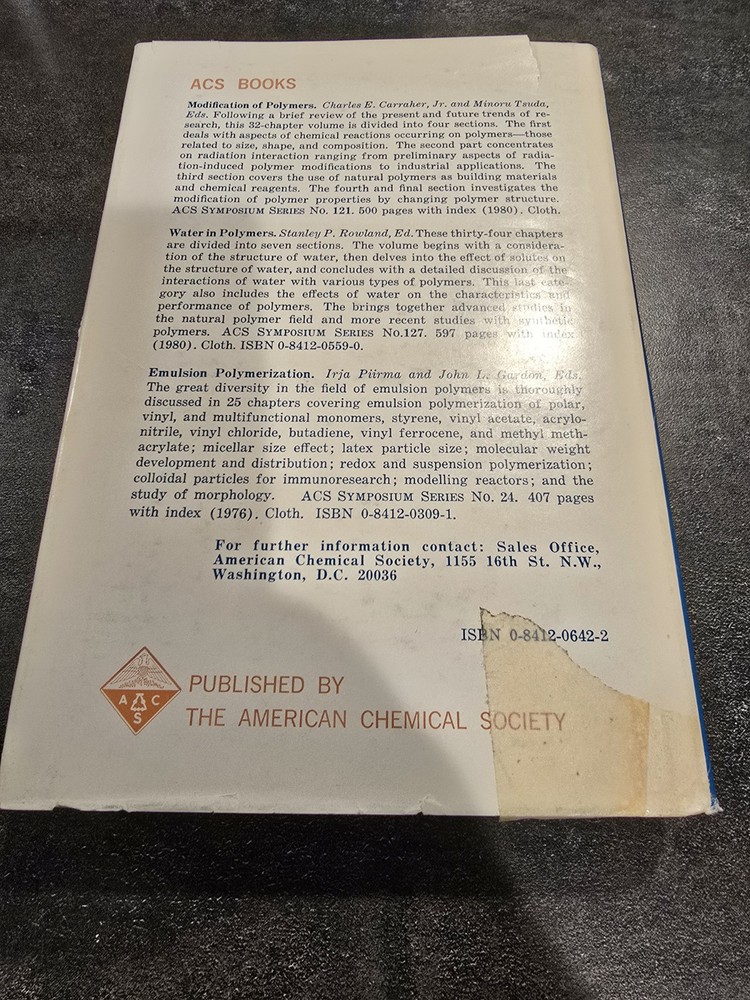 ACS BOOKS
Modification of Polymers. Charles E. Carraher, Jr. and Minoru Tsuda,
Eds. Following a brief review of the present and future trends of re-
search, this 32-chapter volume is divided into four sections. The first
deals with aspects of chemical reactions occurring on polymers—those
related to size, shape, and composition. The second part concentrates
on radiation interaction ranging from preliminary aspects of radia-
tion-induced polymer modifications to industrial applications. The
third section covers the use of natural polymers as building materials
and chemical reagents. The fourth and final section investigates the
modification of polymer properties by changing polymer structure.
ACS SYMPOSIUM SERIES No. 121. 500 pages with index (1980). Cloth.
Water in Polymers. Stanley P. Rowland, Ed. These thirty-four chapters
are divided into seven sections. The volume begins with a considera-
tion of the structure of water, then delves into the effect of solutes on
the structure of water, and concludes with a detailed discussion of the
interactions of water with various types of polymers. This last cate-
gory also includes the effects of water on the characteristics and
performance of polymers. The brings together advanced studies in
the natural polymer field and more recent studies with synthetic
polymers. ACS SYMPOSIUM SERIES No.127. 597 pages with index
(1980). Cloth. ISBN 0-8412-0559-0.
Emulsion Polymerization. Irja Piirma and John L. Gardon, Eds.
The great diversity in the field of emulsion polymers is thoroughly
discussed in 25 chapters covering emulsion polymerization of polar,
vinyl, and multifunctional monomers, styrene, vinyl acetate, acrylo-
nitrile, vinyl chloride, butadiene, vinyl ferrocene, and methyl meth-
acrylate; micellar size effect; latex particle size; molecular weight
development and distribution; redox and suspension polymerization;
colloidal particles for immunoresearch; modelling reactors; and the
study of morphology. ACS SYMPOSIUM SERIES No. 24. 407 pages
with index (1976). Cloth. ISBN 0-8412-0309-1.
For further information contact: Sales Office,
American Chemical Society, 1155 16th St. N.W.,
Washington, D.C. 20036
ISBN 0-8412-0642-2
A C
S
PUBLISHED BY
THE AMERICAN CHEMICAL SOCIETY